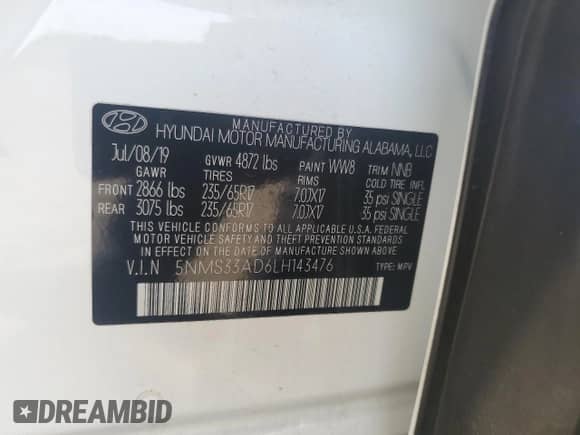 MANUFACTURED BY
HYUNDAI MOTOR MANUFACTURING ALABAMA, LLC
Jul/08/19 GVWR 4872 lbs PAINT WW8 TRIM NNB
GAWR TIRES RIMS COLD TIRE INFL
FRONT 2866 lbs 235/65R17 7.0JX17 35 psi SINGLE
REAR 3075 lbs 235/65R17 7.0JX17 35 psi SINGLE
THIS VEHICLE CONFORMS TO ALL APPLICABLE U.S.A. FEDERAL
MOTOR VEHICLE SAFETY AND THEFT PREVENTION STANDARDS
IN EFFECT ON THE DATE OF MANUFACTURE SHOWN ABOVE.
V.I.N 5NMS33AD6LH143476 TYPE: MPV
DREAMBID